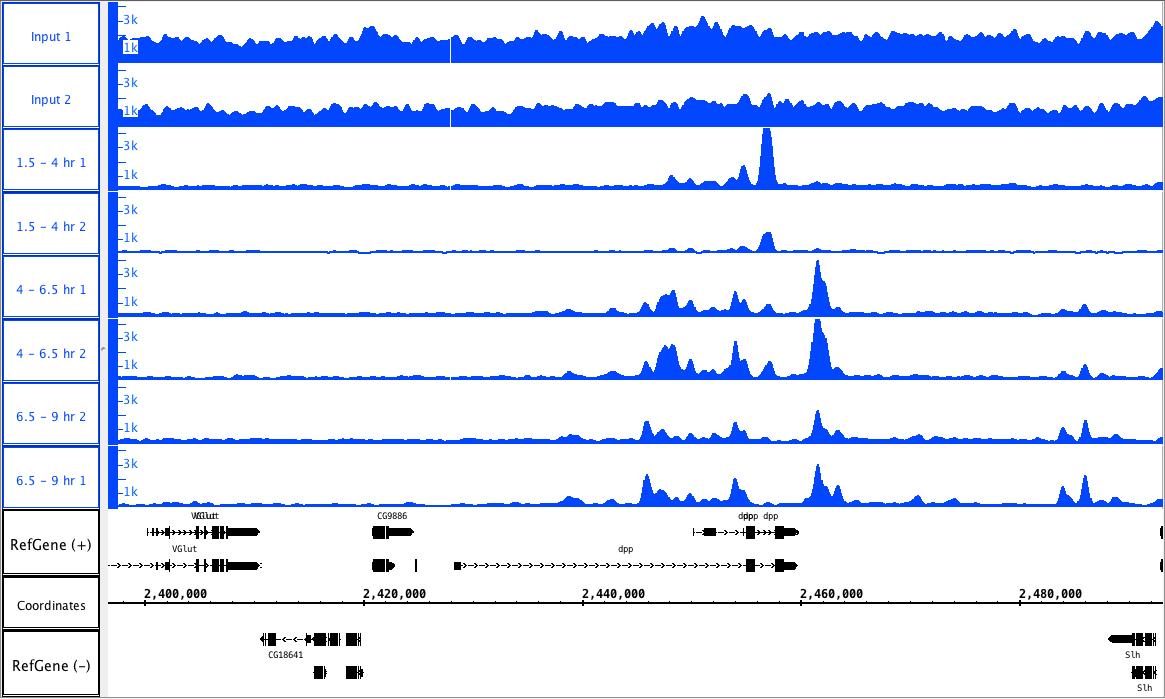 Input 1
3k
1k
Input 2
3k
1k
1.5 – 4 hr 1
3k
1k
1.5 – 4 hr 2
3k
1k
4 – 6.5 hr 1
3k
1k
4 – 6.5 hr 2
3k
1k
6.5 – 9 hr 2
3k
1k
6.5 – 9 hr 1
3k
1k
RefGene (+)
CG9886
dpp
VGlut
dpp
Coordinates
2,400,000 2,420,000 2,440,000 2,460,000 2,480,000
RefGene (-)
CG18641
Slh
Slh